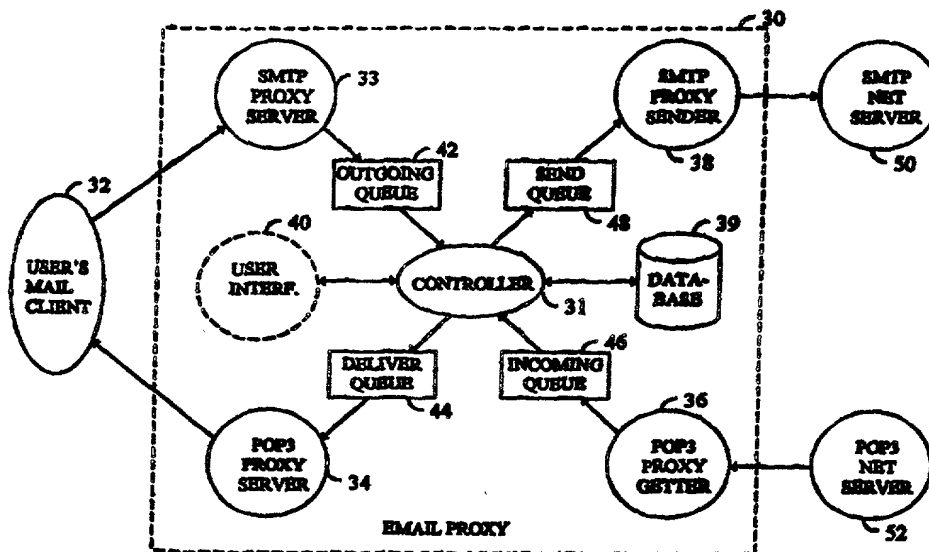 30
SMTP
PROXY
SERVER
33
SMTP
PROXY
SENDER
38
SMTP
NET
SERVER
50
42
OUTGOING
QUEUE
SEND
QUEUE
48
32
USER'S
MAIL
CLIENT
40
USER
INTERF.
CONTROLLER
31
39
DATA-
BASE
DELIVER
QUEUE
44
46
INCOMING
QUEUE
POP3
PROXY
SERVER
34
36
POP3
PROXY
GETTER
POP3
NET
SERVER
52
EMAIL PROXY